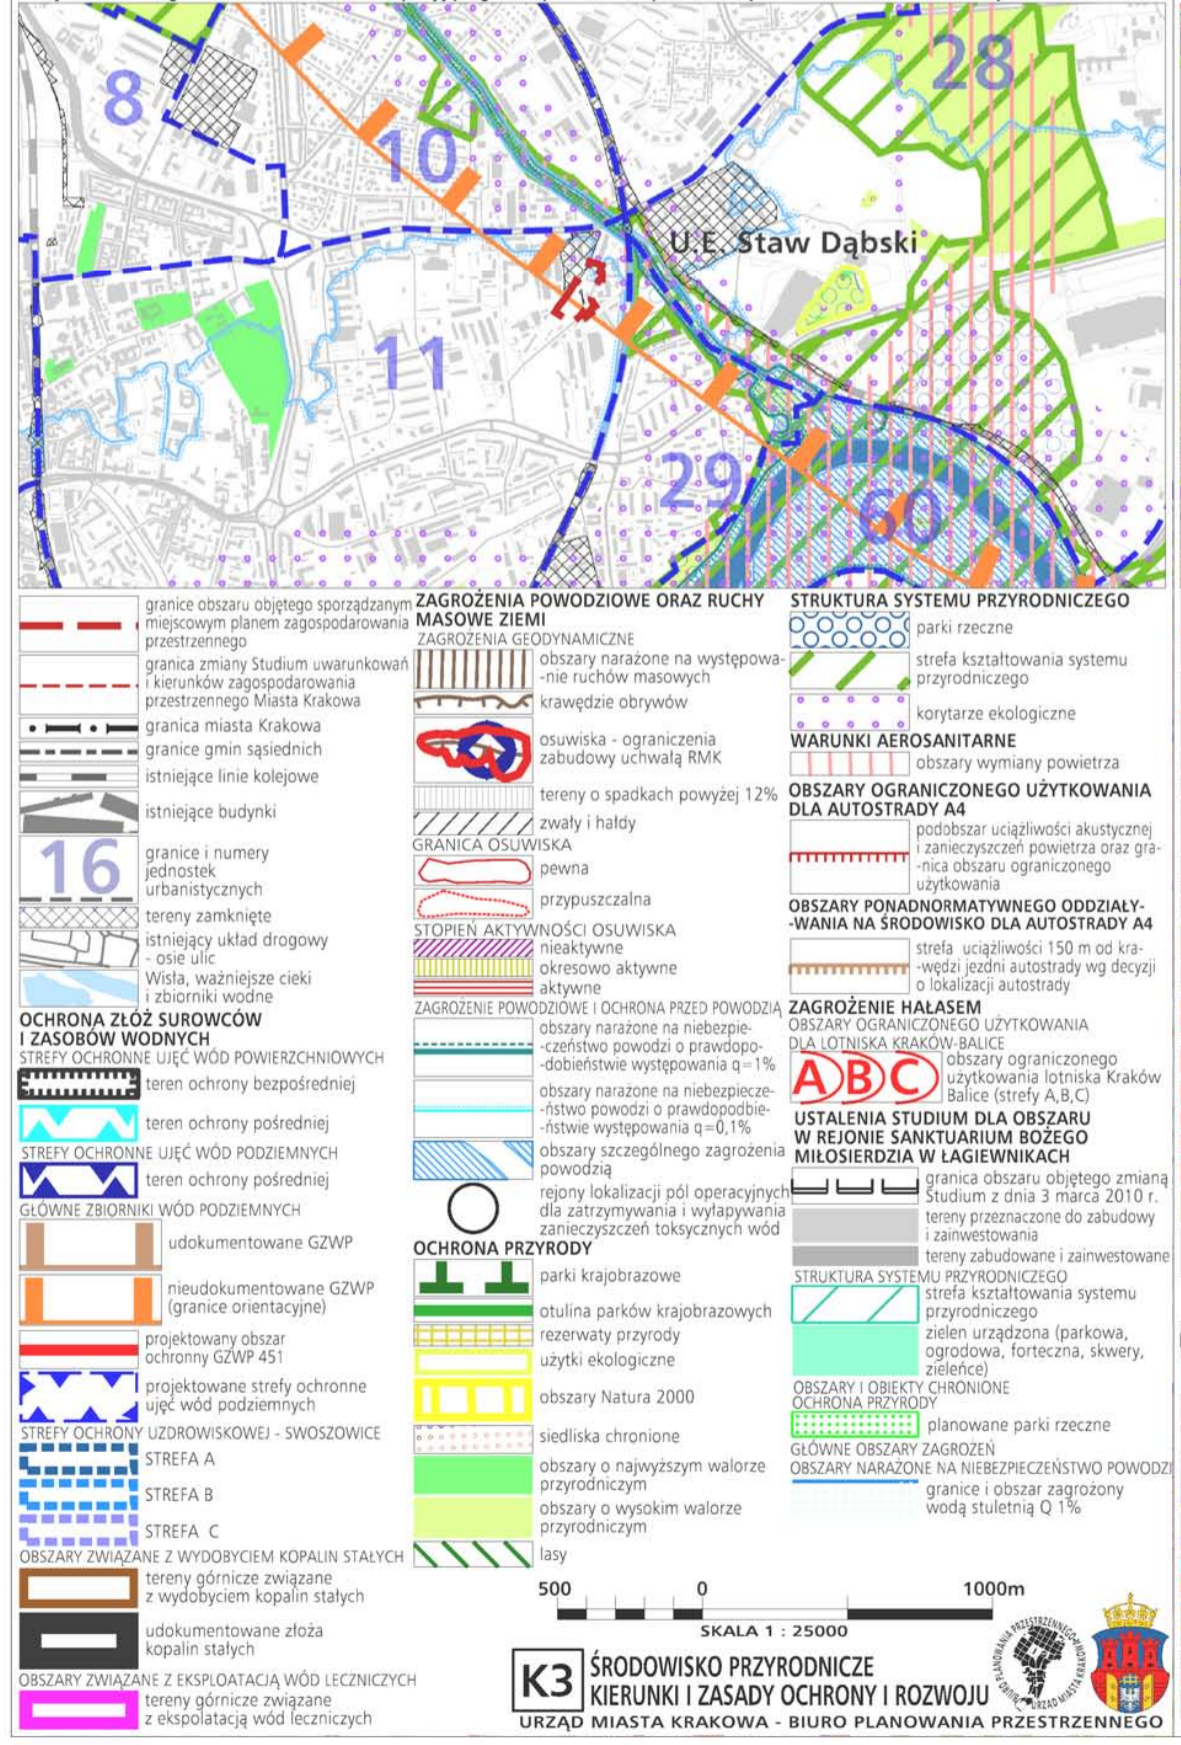 8
10
28
U.E. Staw Dąbski
11
29
60
granice obszaru objętego sporządzanym
miejscowym planem zagospodarowania
przestrzennego
granica zmiany Studium uwarunkowań
i kierunków zagospodarowania
przestrzennego Miasta Krakowa
granica miasta Krakowa
granice gmin sąsiednich
istniejące linie kolejowe
istniejące budynki
16
granice i numery
jednostek
urbanistycznych
tereny zamknięte
istniejący układ drogowy
- osie ulic
Wisła, ważniejsze cieki
i zbiorniki wodne
OCHRONA ZŁÓŻ SUROWCÓW
I ZASOBÓW WODNYCH
STREFY OCHRONNE UJĘĆ WÓD POWIERZCHNIOWYCH
teren ochrony bezpośredniej
teren ochrony pośredniej
STREFY OCHRONNE UJĘĆ WÓD PODZIEMNYCH
teren ochrony pośredniej
GŁÓWNE ZBIORNIKI WÓD PODZIEMNYCH
udokumentowane GZWP
nieudokumentowane GZWP
(granice orientacyjne)
projektowany obszar
ochronny GZWP 451
projektowane strefy ochronne
ujęć wód podziemnych
STREFY OCHRONY UZDROWISKOWEJ - SWOSZOWICE
STREFA A
STREFA B
STREFA C
OBSZARY ZWIĄZANE Z WYDOBYCIEM KOPALIN STAŁYCH
tereny górnicze związane
z wydobyciem kopalin stałych
udokumentowane złoża
kopalin stałych
OBSZARY ZWIĄZANE Z EKSPLOATACJĄ WÓD LECZNICZYCH
tereny górnicze związane
z ekspolatacją wód leczniczych
ZAGROŻENIA POWODZIOWE ORAZ RUCHY
MASOWE ZIEMI
ZAGROŻENIA GEODYNAMICZNE
obszary narażone na występowa-
-nie ruchów masowych
krawędzie obrywów
osuwiska - ograniczenia
zabudowy uchwałą RMK
tereny o spadkach powyżej 12%
zwały i hałdy
GRANICA OSUWISKA
pewna
przypuszczalna
STOPIEŃ AKTYWNOŚCI OSUWISKA
nieaktywne
okresowo aktywne
aktywne
ZAGROŻENIE POWODZIOWE I OCHRONA PRZED POWODZIĄ
obszary narażone na niebezpie-
-czeństwo powodzi o prawdopo-
-dobieństwie występowania q=1%
obszary narażone na niebezpiecze-
-ństwo powodzi o prawdopodbie-
-ństwie występowania q=0,1%
obszary szczególnego zagrożenia
powodzią
rejony lokalizacji pól operacyjnych
dla zatrzymywania i wyłapywania
zanieczyszczeń toksycznych wód
OCHRONA PRZYRODY
parki krajobrazowe
otulina parków krajobrazowych
rezerwaty przyrody
użytki ekologiczne
obszary Natura 2000
siedliska chronione
obszary o najwyższym walorze
przyrodniczym
obszary o wysokim walorze
przyrodniczym
lasy
STRUKTURA SYSTEMU PRZYRODNICZEGO
parki rzeczne
strefa kształtowania systemu
przyrodniczego
korytarze ekologiczne
WARUNKI AEROSANITARNE
obszary wymiany powietrza
OBSZARY OGRANICZONEGO UŻYTKOWANIA
DLA AUTOSTRADY A4
podobszar uciążliwości akustycznej
i zanieczyszczeń powietrza oraz gra-
-nica obszaru ograniczonego
użytkowania
OBSZARY PONADNORMATYWNEGO ODDZIAŁY-
-WANIA NA ŚRODOWISKO DLA AUTOSTRADY A4
strefa uciążliwości 150 m od kra-
-wędzi jezdni autostrady wg decyzji
o lokalizacji autostrady
ZAGROŻENIE HAŁASEM
OBSZARY OGRANICZONEGO UŻYTKOWANIA
DLA LOTNISKA KRAKÓW-BALICE
A B C
obszary ograniczonego
użytkowania lotniska Kraków
Balice (strefy A,B,C)
USTALENIA STUDIUM DLA OBSZARU
W REJONIE SANKTUARIUM BOŻEGO
MIŁOSIERDZIA W ŁAGIEWNIKACH
granica obszaru objętego zmianą
Studium z dnia 3 marca 2010 r.
tereny przeznaczone do zabudowy
i zainwestowania
tereny zabudowane i zainwestowane
STRUKTURA SYSTEMU PRZYRODNICZEGO
strefa kształtowania systemu
przyrodniczego
zielen urządzona (parkowa,
ogrodowa, forteczna, skwery,
zieleńce)
OBSZARY I OBIEKTY CHRONIONE
OCHRONA PRZYRODY
planowane parki rzeczne
GŁÓWNE OBSZARY ZAGROŻEŃ
OBSZARY NARAŻONE NA NIEBEZPIECZEŃSTWO POWODZI
granice i obszar zagrożony
wodą stuletnią Q 1%
500 0 1000m
SKALA 1 : 25000
K3
ŚRODOWISKO PRZYRODNICZE
KIERUNKI I ZASADY OCHRONY I ROZWOJU
URZĄD MIASTA KRAKOWA - BIURO PLANOWANIA PRZESTRZENNEGO